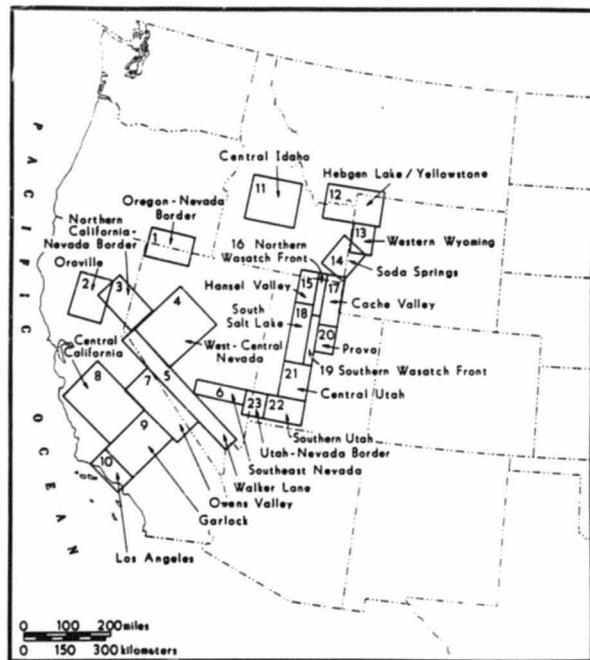 PACIFIC
OCEAN
Central Idaho
11
Hebgen Lake / Yellowstone
12
Oregon-Nevada
Border
1
Northern
California-
Nevada Border
13
Western Wyoming
16 Northern
Wasatch Front
14
Soda Springs
Oroville
2
3
4
Hansel Valley
15
17
Cache Valley
South
Salt Lake
18
West-Central
Nevada
20
Provo
Central
California
8
7
5
19 Southern Wasatch Front
21
Central Utah
6
23
22
9
Southern Utah
Utah-Nevada Border
Southeast Nevada
10
Walker Lane
Owens Valley
Garlock
Los Angeles
0 100 200 miles
0 150 300 kilometers